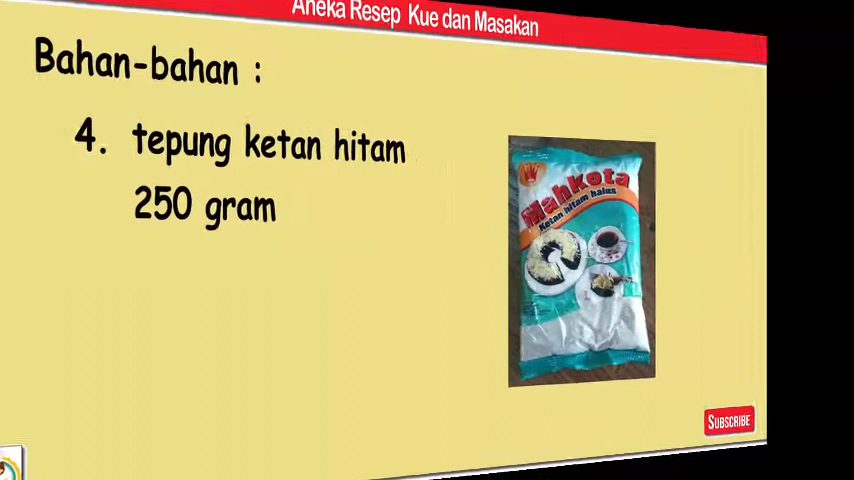 Aneka Resep Kue dan Masakan
Bahan-bahan :
4. tepung ketan hitam
250 gram
Mahkota
Ketan hitam halus
SUBSCRIBE